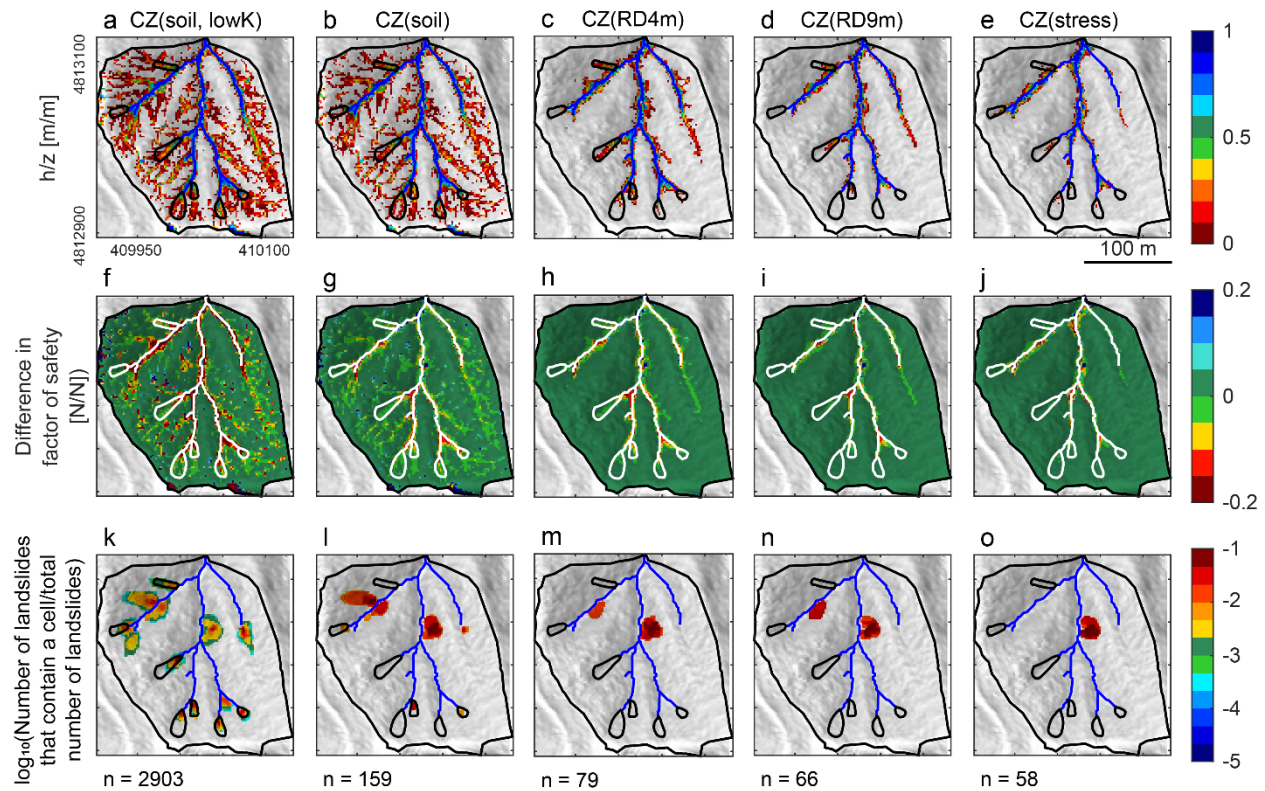 a CZ(soil, lowK)
b CZ(soil)
c CZ(RD4m)
d CZ(RD9m)
e CZ(stress)
h/z [m/m]
4813100
4812900
409950 410100
100 m
1
0.5
0
f
g
h
i
j
Difference in
factor of safety
[N/N])
0.2
0
-0.2
k
l
m
n
o
log₁₀(Number of landslides
that contain a cell/total
number of landslides)
-1
-2
-3
-4
-5
n = 2903
n = 159
n = 79
n = 66
n = 58